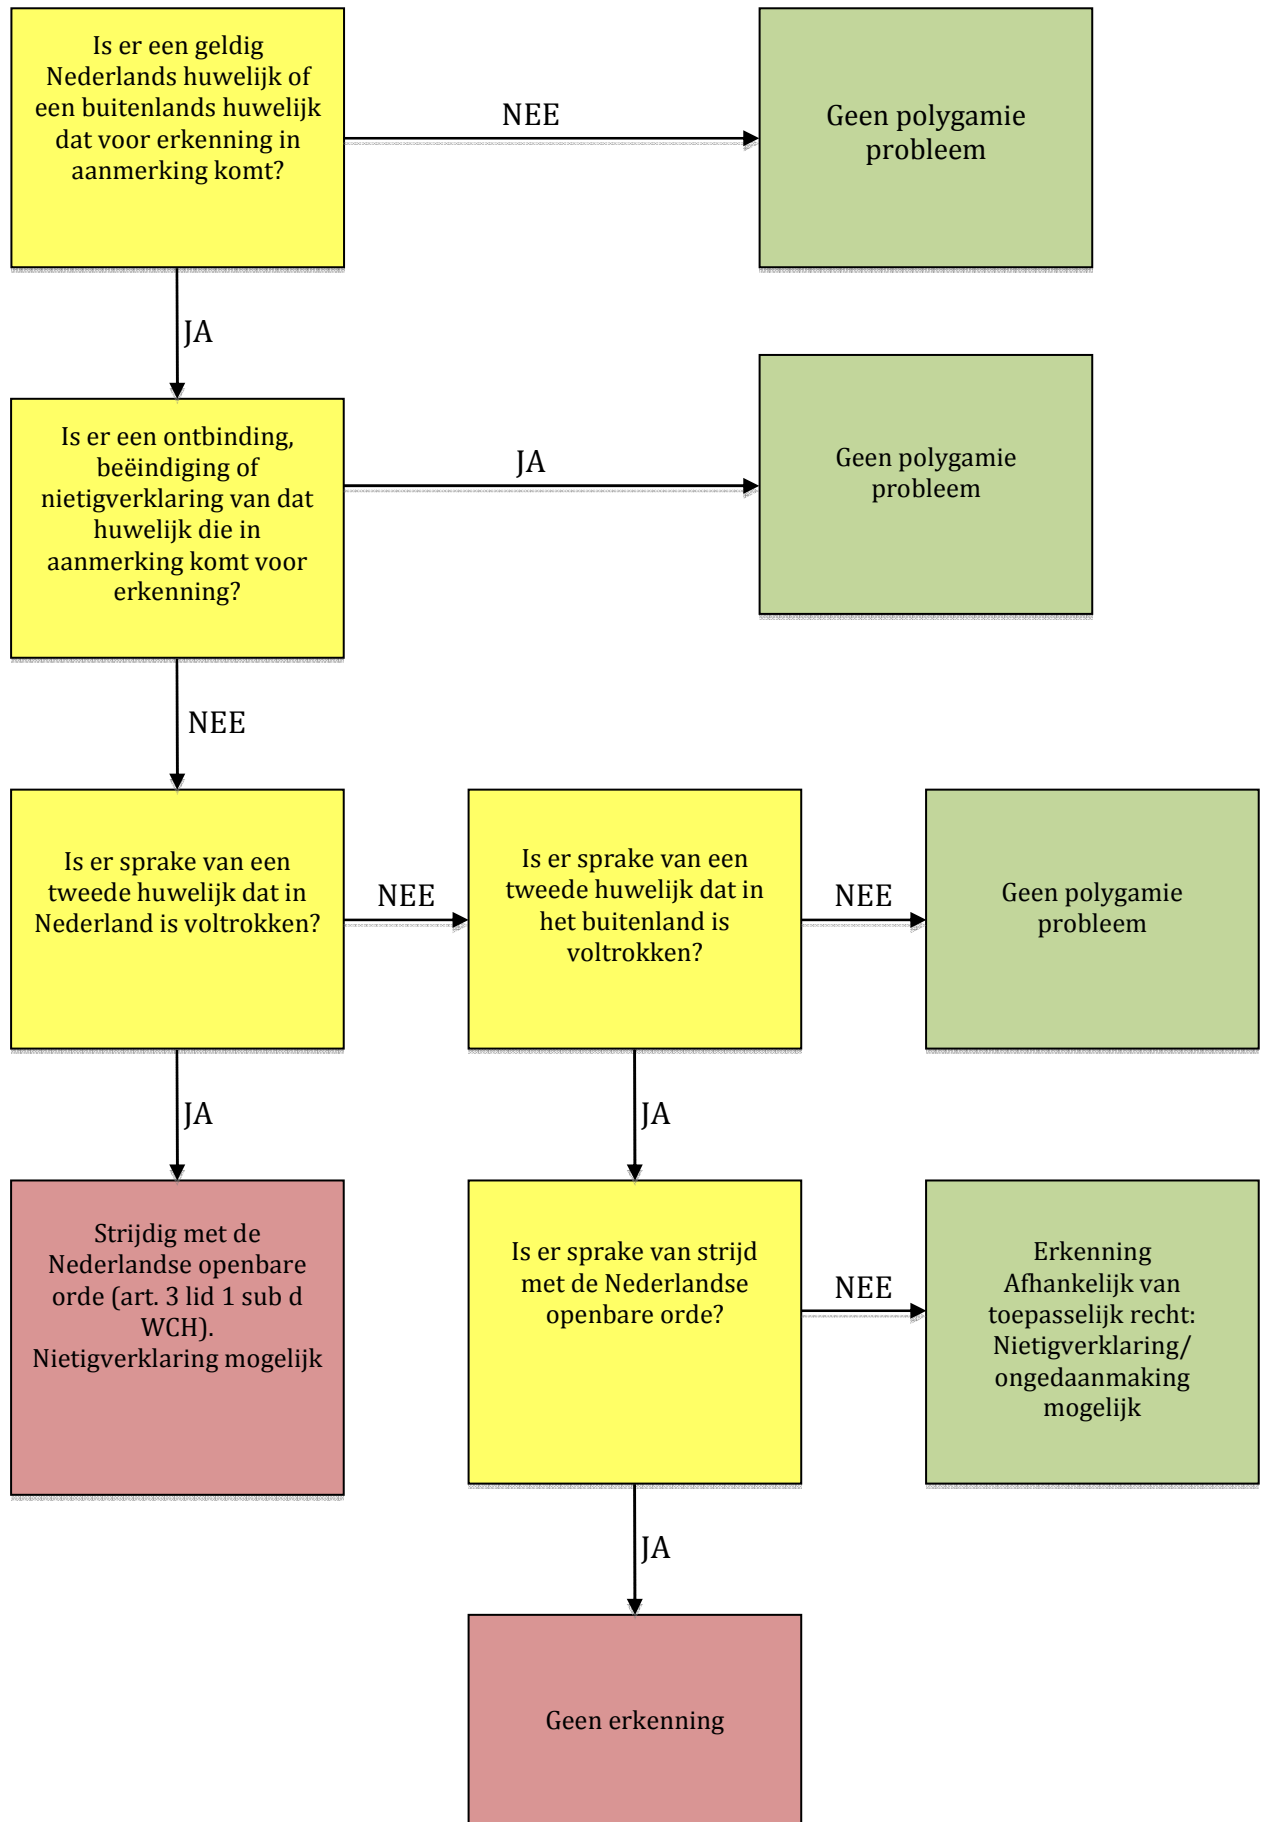 Is er een geldig
Nederlands huwelijk of
een buitenlands huwelijk
dat voor erkenning in
aanmerking komt?
NEE
Geen polygamie
probleem
JA
Is er een ontbinding,
beëindiging of
nietigverklaring van dat
huwelijk die in
aanmerking komt voor
erkenning?
JA
Geen polygamie
probleem
NEE
Is er sprake van een
tweede huwelijk dat in
Nederland is voltrokken?
NEE
Is er sprake van een
tweede huwelijk dat in
het buitenland is
voltrokken?
NEE
Geen polygamie
probleem
JA
JA
Strijdig met de
Nederlandse openbare
orde (art. 3 lid 1 sub d
WCH).
Nietigverklaring mogelijk
Is er sprake van strijd
met de Nederlandse
openbare orde?
NEE
Erkenning
Afhankelijk van
toepasselijk recht:
Nietigverklaring/
ongedaanmaking
mogelijk
JA
Geen erkenning